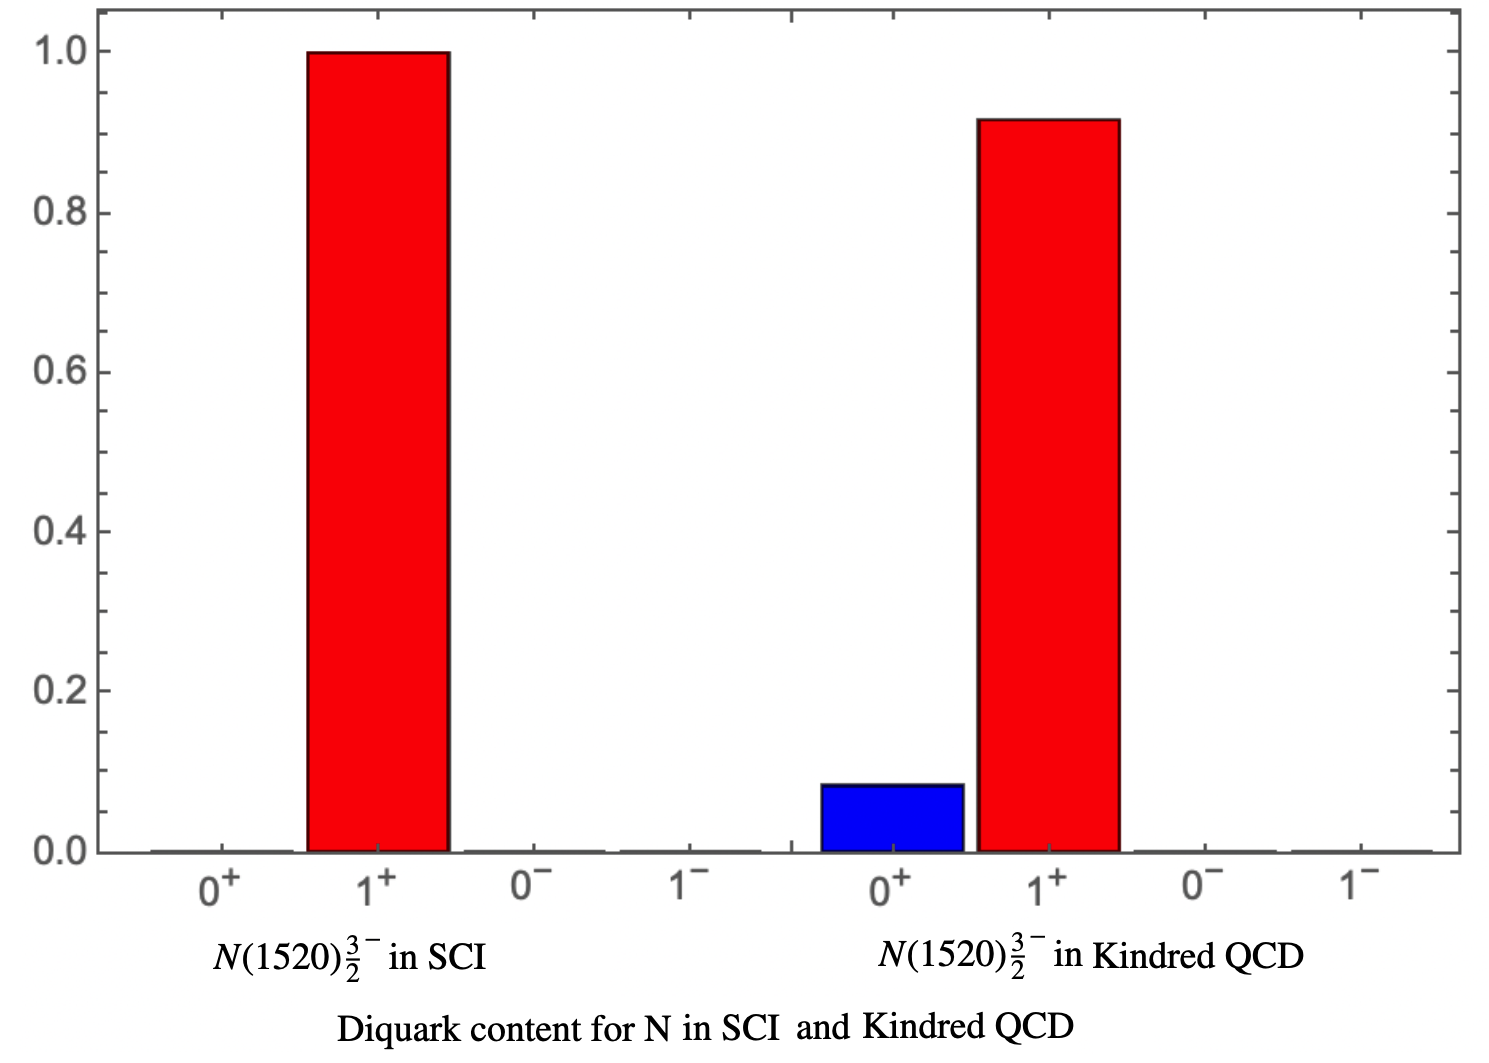 1.0
0.8
0.6
0.4
0.2
0.0
0⁺ 1⁺ 0⁻ 1⁻ 0⁺ 1⁺ 0⁻ 1⁻
N(1520)3/2⁻ in SCI N(1520)3/2⁻ in Kindred QCD
Diquark content for N in SCI and Kindred QCD